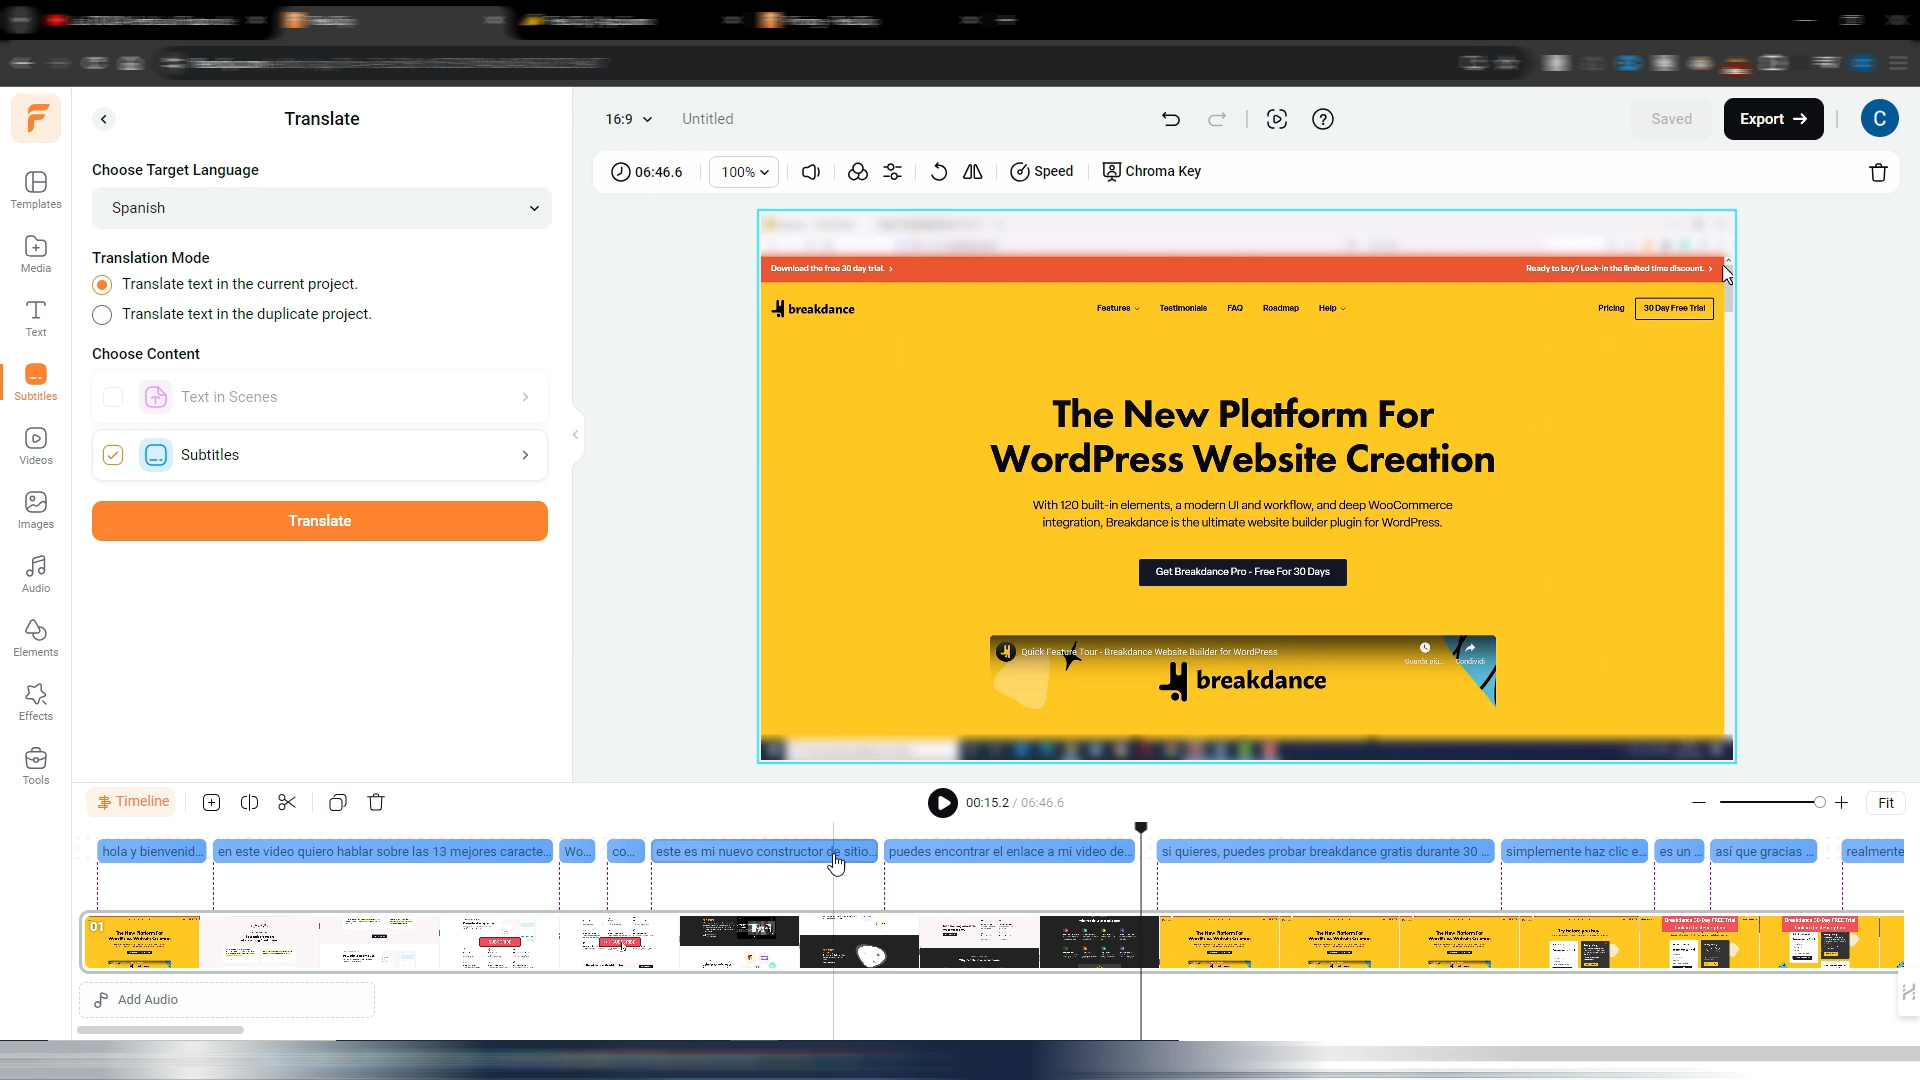 Translate
16:9
Untitled
Saved
Export
C
Choose Target Language
Spanish
06:46.6
100%
Speed
Chroma Key
Templates
Media
Text
Subtitles
Videos
Images
Audio
Elements
Effects
Tools
Translation Mode
Translate text in the current project.
Translate text in the duplicate project.
Choose Content
Text in Scenes
Subtitles
Translate
Download the free 30 day trial.
Ready to buy? Lock-in the limited time discount.
breakdance
Features
Testimonials
FAQ
Roadmap
Help
Pricing
30 Day Free Trial
The New Platform For
WordPress Website Creation
With 120 built-in elements, a modern UI and workflow, and deep WooCommerce
integration, Breakdance is the ultimate website builder plugin for WordPress.
Get Breakdance Pro - Free For 30 Days
Quick Feature Tour - Breakdance Website Builder for WordPress
Guarda più...
Condividi
breakdance
Timeline
00:15.2 / 06:46.6
Fit
hola y bienvenid...
en este video quiero hablar sobre las 13 mejores caracte...
Wo...
co...
este es mi nuevo constructor de sitio...
puedes encontrar el enlace a mi video de...
si quieres, puedes probar breakdance gratis durante 30 ...
simplemente haz clic e...
es un ...
así que gracias ...
realmente
01
SUBSCRIBE
Add Audio